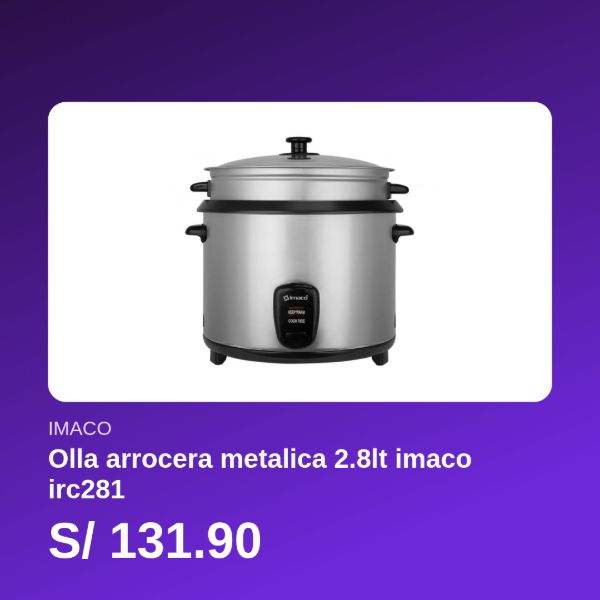 imaco
KEEP WARM
COOK RICE
IMACO
Olla arrocera metalica 2.8lt imaco
irc281
S/ 131.90